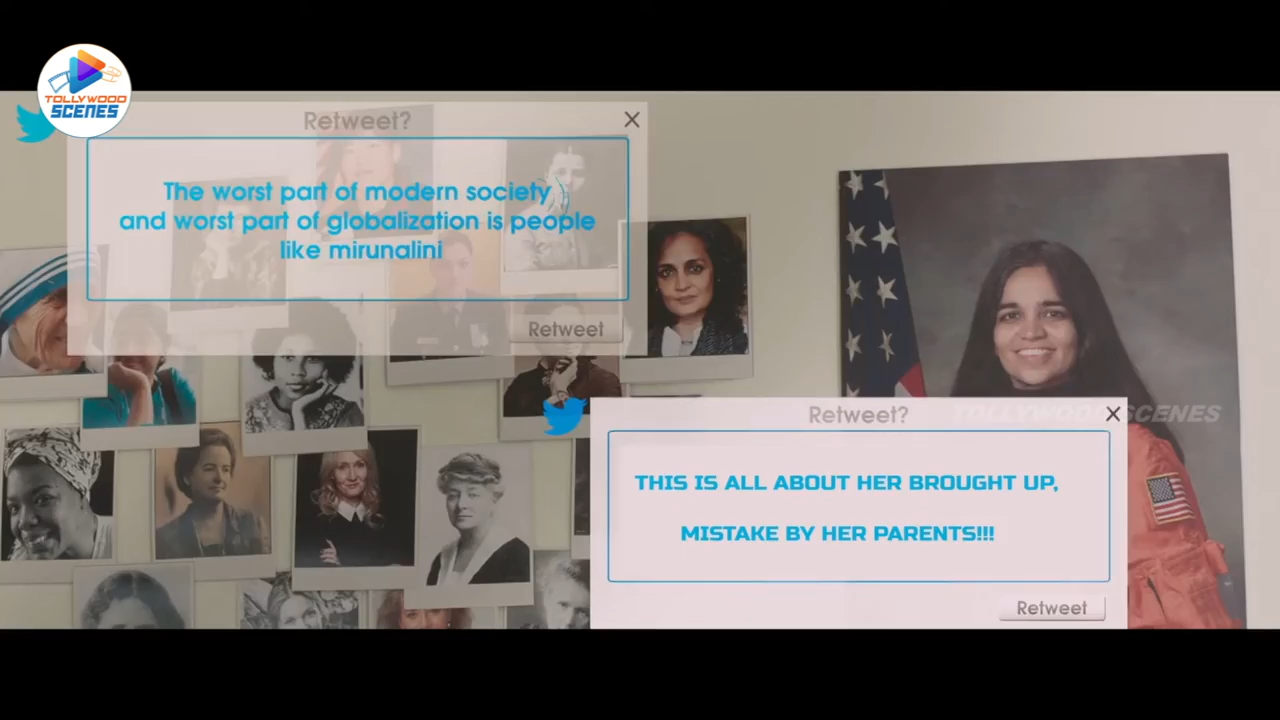 TOLLYWOOD
SCENES
Retweet?
The worst part of modern society
and worst part of globalization is people
like mirunalini
Retweet
Retweet?
TOLLYWOOD SCENES
THIS IS ALL ABOUT HER BROUGHT UP,
MISTAKE BY HER PARENTS!!!
Retweet